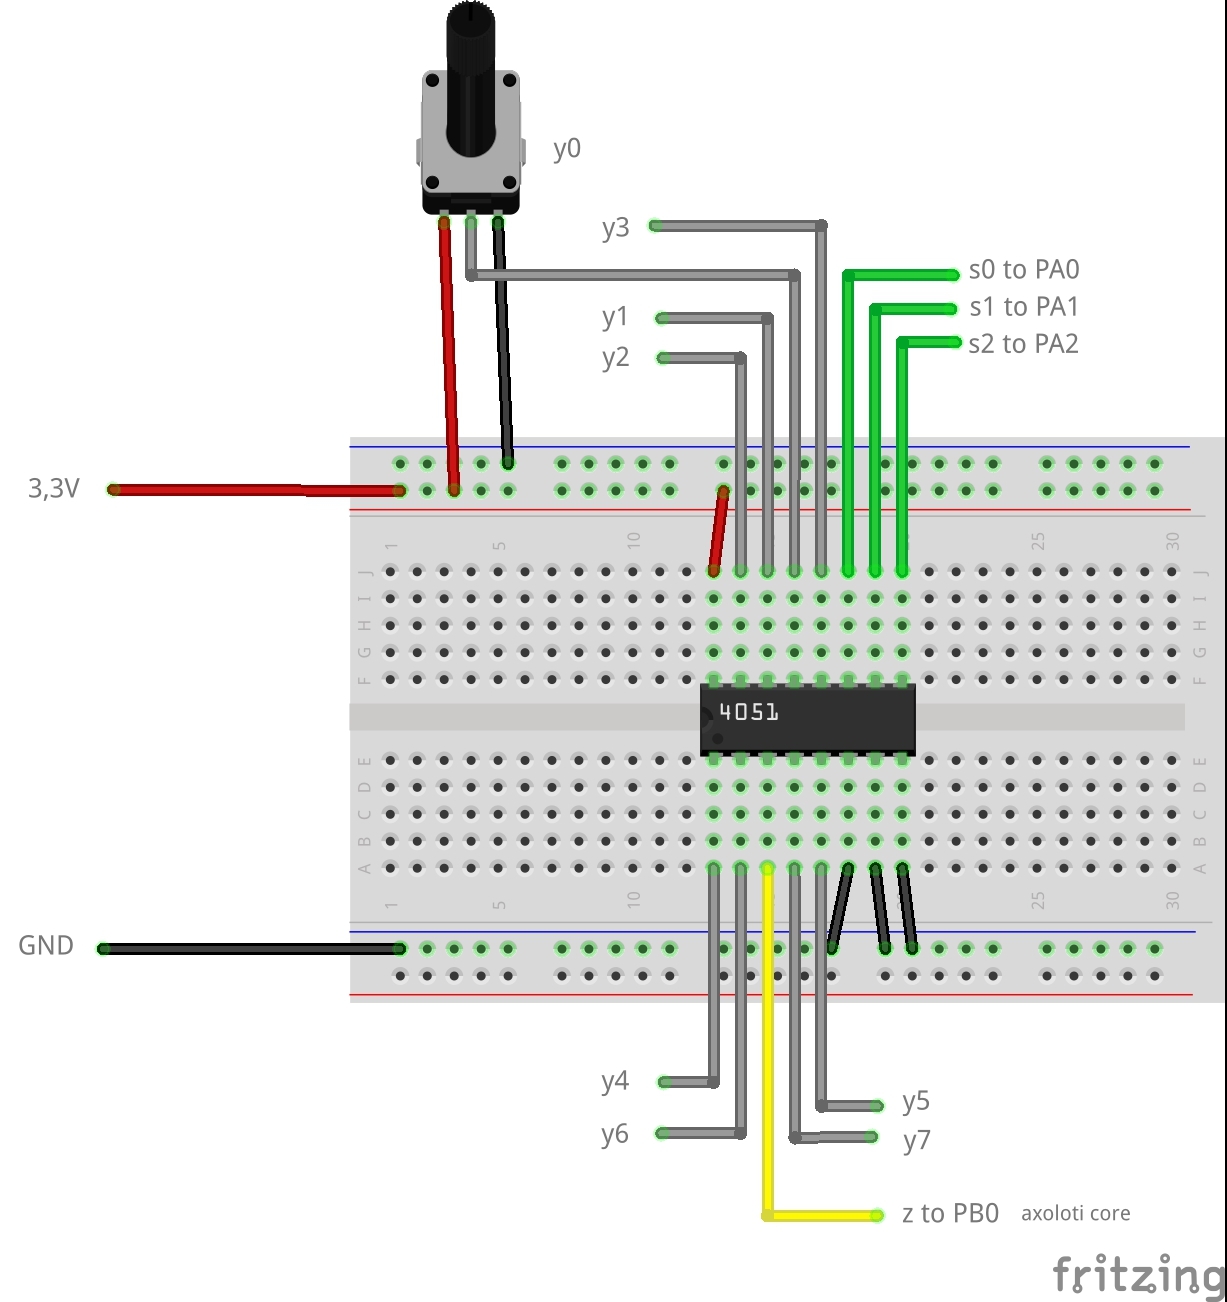 y0
y3
s0 to PA0
s1 to PA1
y1
s2 to PA2
y2
3,3V
1 5 10 25 30
J J
I I
H H
G G
F F
4051
E E
D D
C C
B B
A A
1 5 10 25 30
GND
y4
y5
y6
y7
z to PB0 axoloti core
fritzing